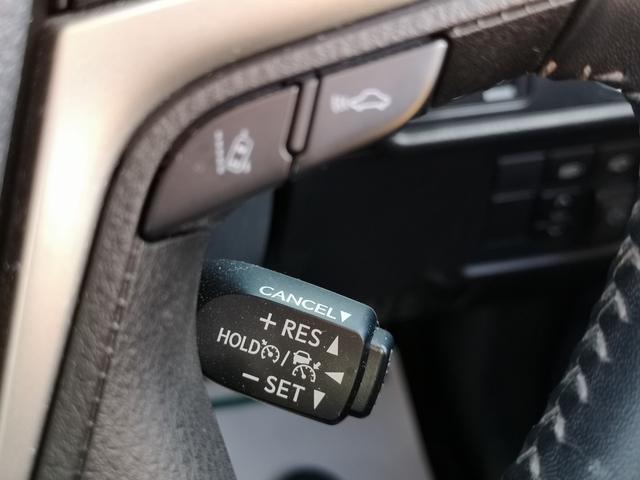 CANCEL▼
+ RES ▲
HOLD / ◀
− SET ▼